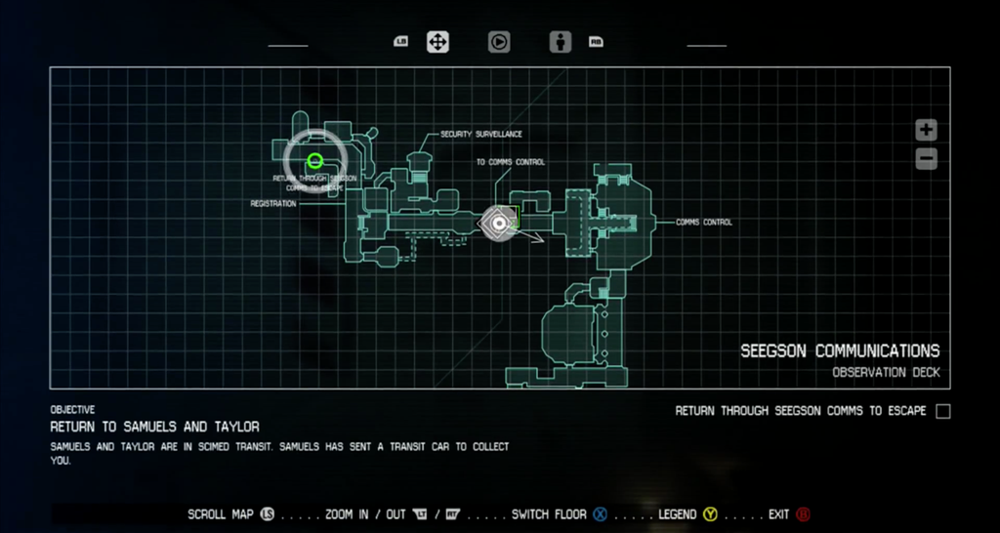 LB
RB
SECURITY SURVEILLANCE
TO COMMS CONTROL
RETURN THROUGH SEEGSON
COMMS TO ESCAPE
REGISTRATION
COMMS CONTROL
SEEGSON COMMUNICATIONS
OBSERVATION DECK
OBJECTIVE
RETURN TO SAMUELS AND TAYLOR
SAMUELS AND TAYLOR ARE IN SCIMED TRANSIT. SAMUELS HAS SENT A TRANSIT CAR TO COLLECT
YOU.
RETURN THROUGH SEEGSON COMMS TO ESCAPE
SCROLL MAP LS ..... ZOOM IN / OUT LT / RT ..... SWITCH FLOOR X ..... LEGEND Y ..... EXIT B